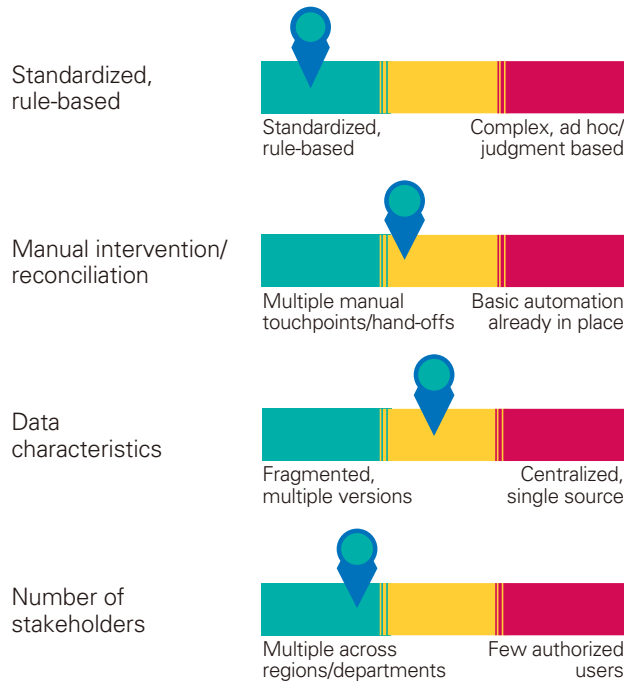 Standardized,
rule-based
Standardized,
rule-based
Complex, ad hoc/
judgment based
Manual intervention/
reconciliation
Multiple manual
touchpoints/hand-offs
Basic automation
already in place
Data
characteristics
Fragmented,
multiple versions
Centralized,
single source
Number of
stakeholders
Multiple across
regions/departments
Few authorized
users